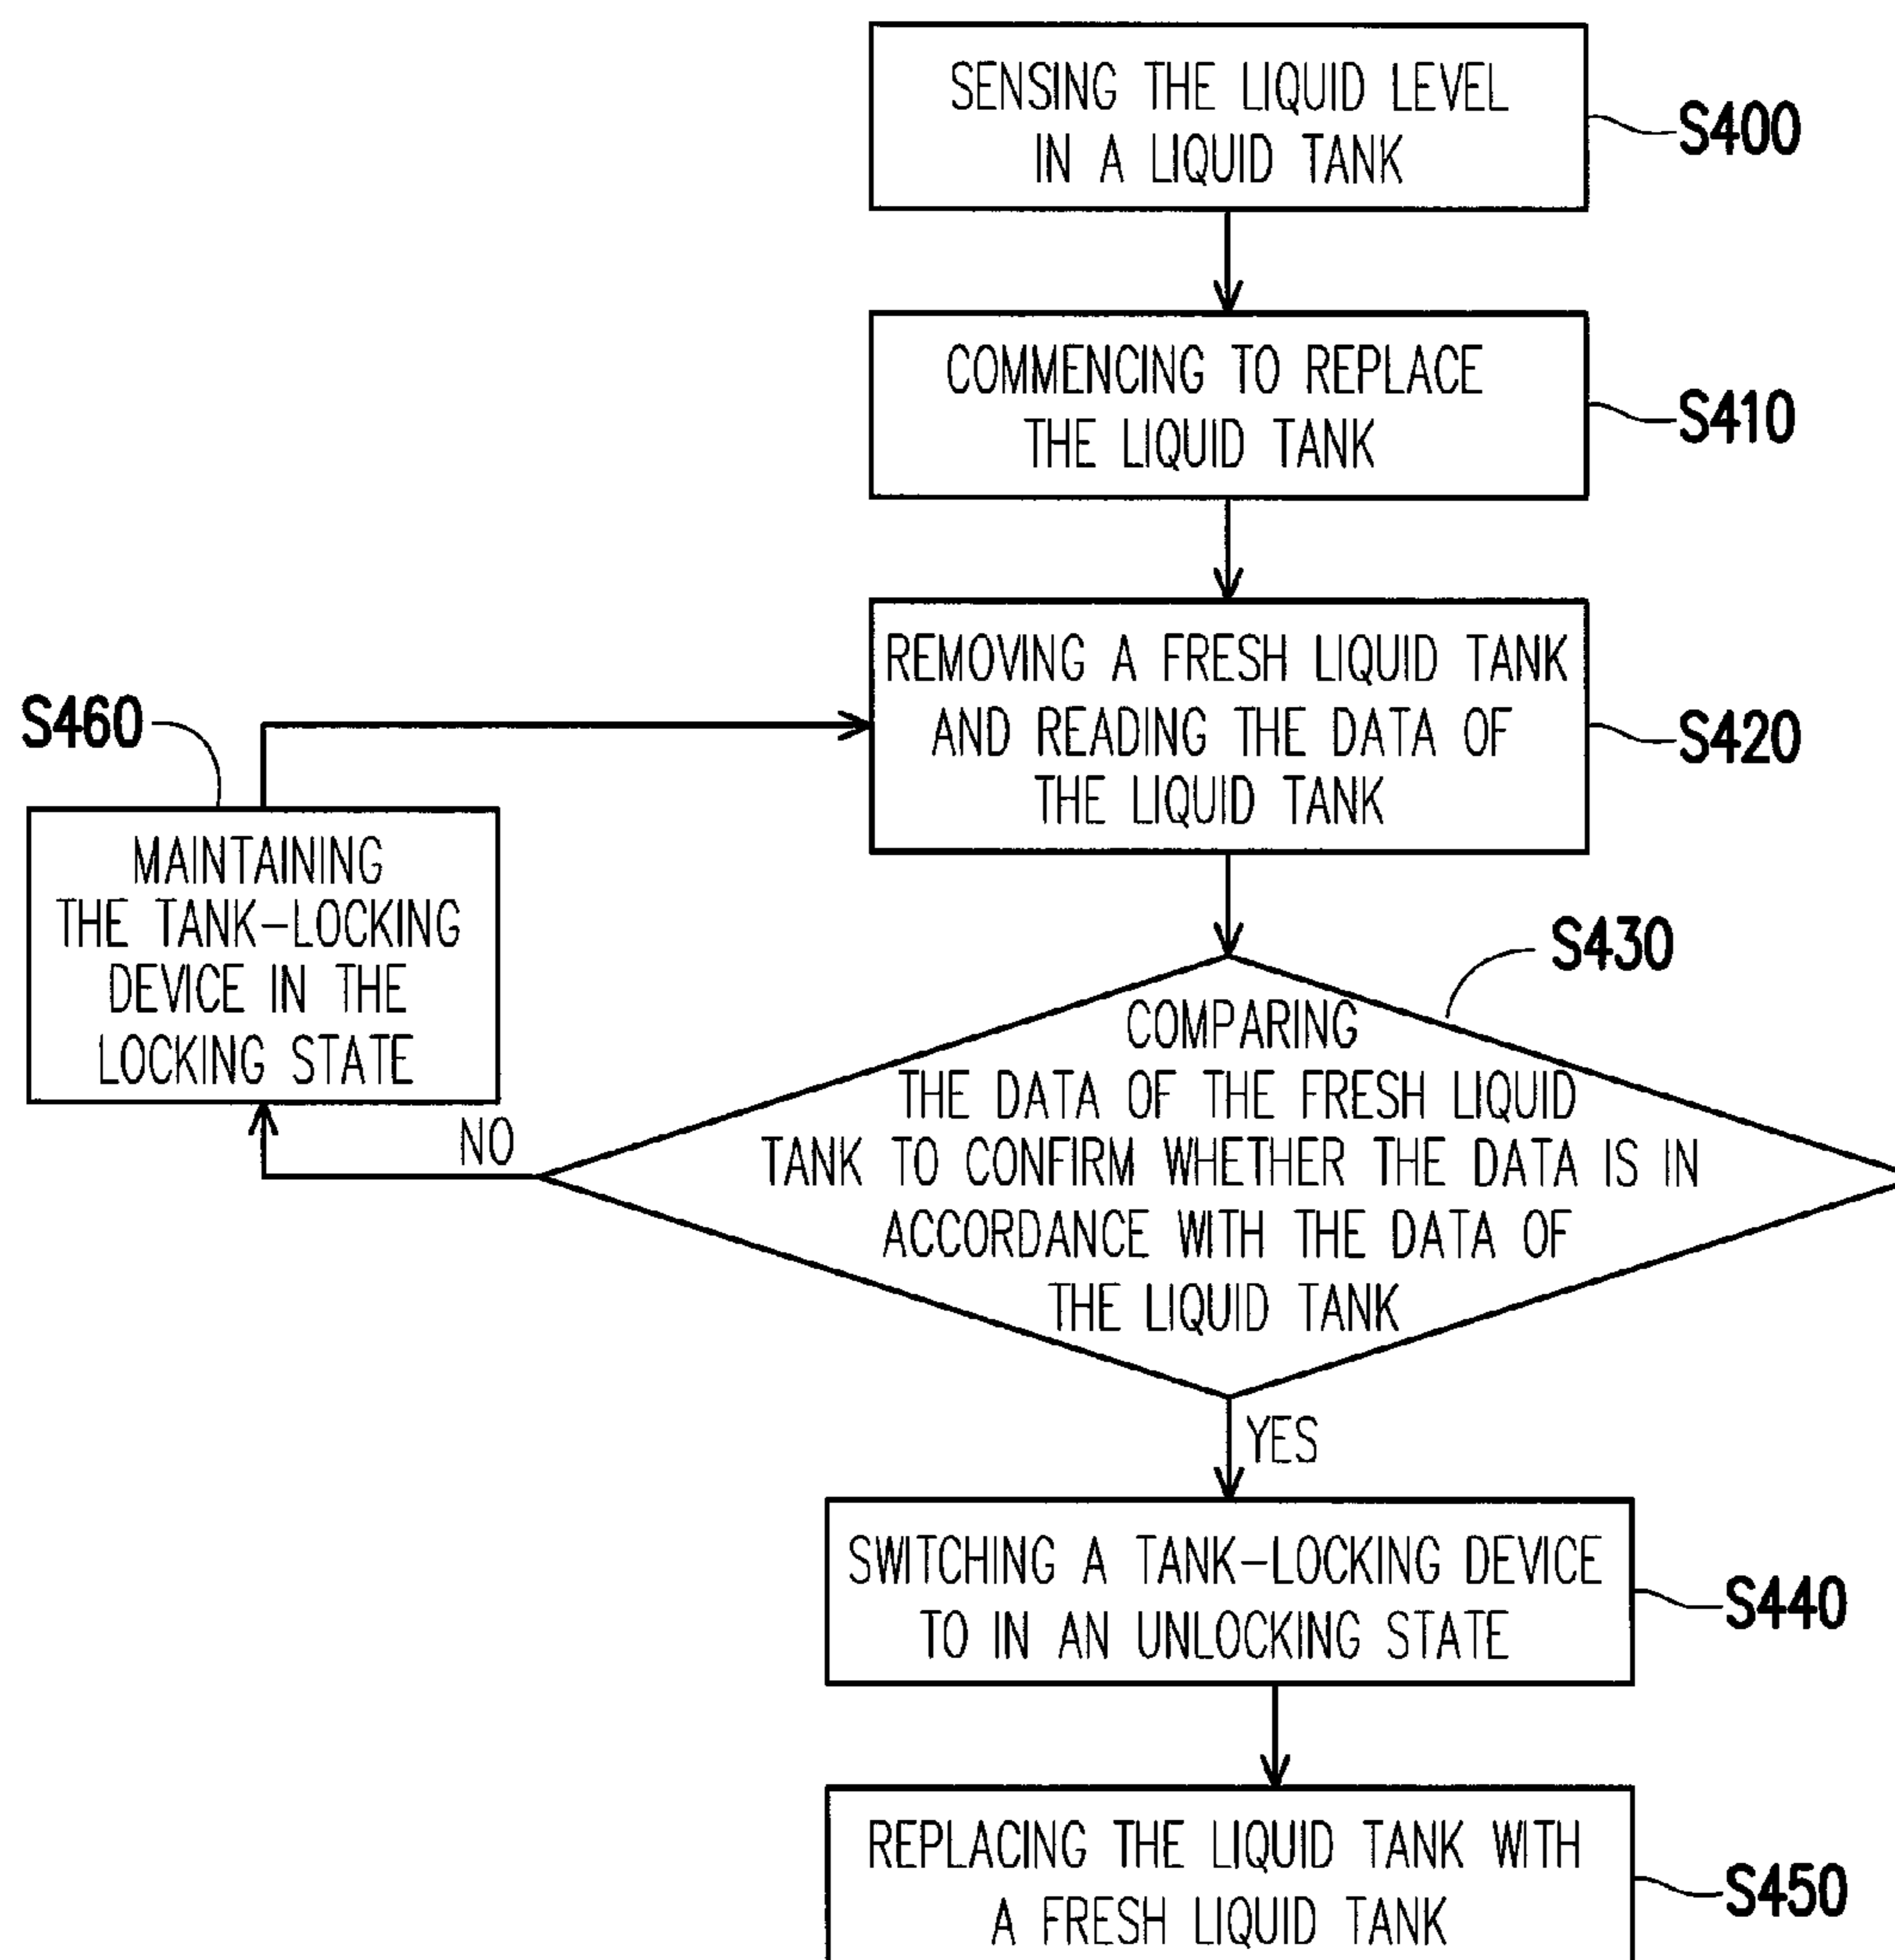 SENSING THE LIQUID LEVEL
IN A LIQUID TANK
S400
COMMENCING TO REPLACE
THE LIQUID TANK
S410
REMOVING A FRESH LIQUID TANK
AND READING THE DATA OF
THE LIQUID TANK
S420
S460
MAINTAINING
THE TANK-LOCKING
DEVICE IN THE
LOCKING STATE
S430
COMPARING
THE DATA OF THE FRESH LIQUID
TANK TO CONFIRM WHETHER THE DATA IS IN
ACCORDANCE WITH THE DATA OF
THE LIQUID TANK
NO
YES
SWITCHING A TANK-LOCKING DEVICE
TO IN AN UNLOCKING STATE
S440
REPLACING THE LIQUID TANK WITH
A FRESH LIQUID TANK
S450